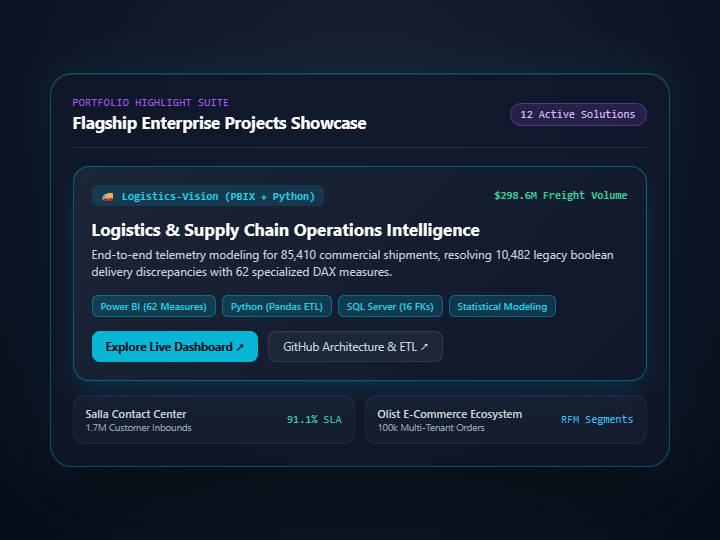 PORTFOLIO HIGHLIGHT SUITE
Flagship Enterprise Projects Showcase
12 Active Solutions
🚚 Logistics-Vision (PBIX + Python)
$298.6M Freight Volume
Logistics & Supply Chain Operations Intelligence
End-to-end telemetry modeling for 85,410 commercial shipments, resolving 10,482 legacy boolean
delivery discrepancies with 62 specialized DAX measures.
Power BI (62 Measures)
Python (Pandas ETL)
SQL Server (16 FKs)
Statistical Modeling
Explore Live Dashboard ↗
GitHub Architecture & ETL ↗
Salla Contact Center
1.7M Customer Inbounds
91.1% SLA
Olist E-Commerce Ecosystem
100k Multi-Tenant Orders
RFM Segments